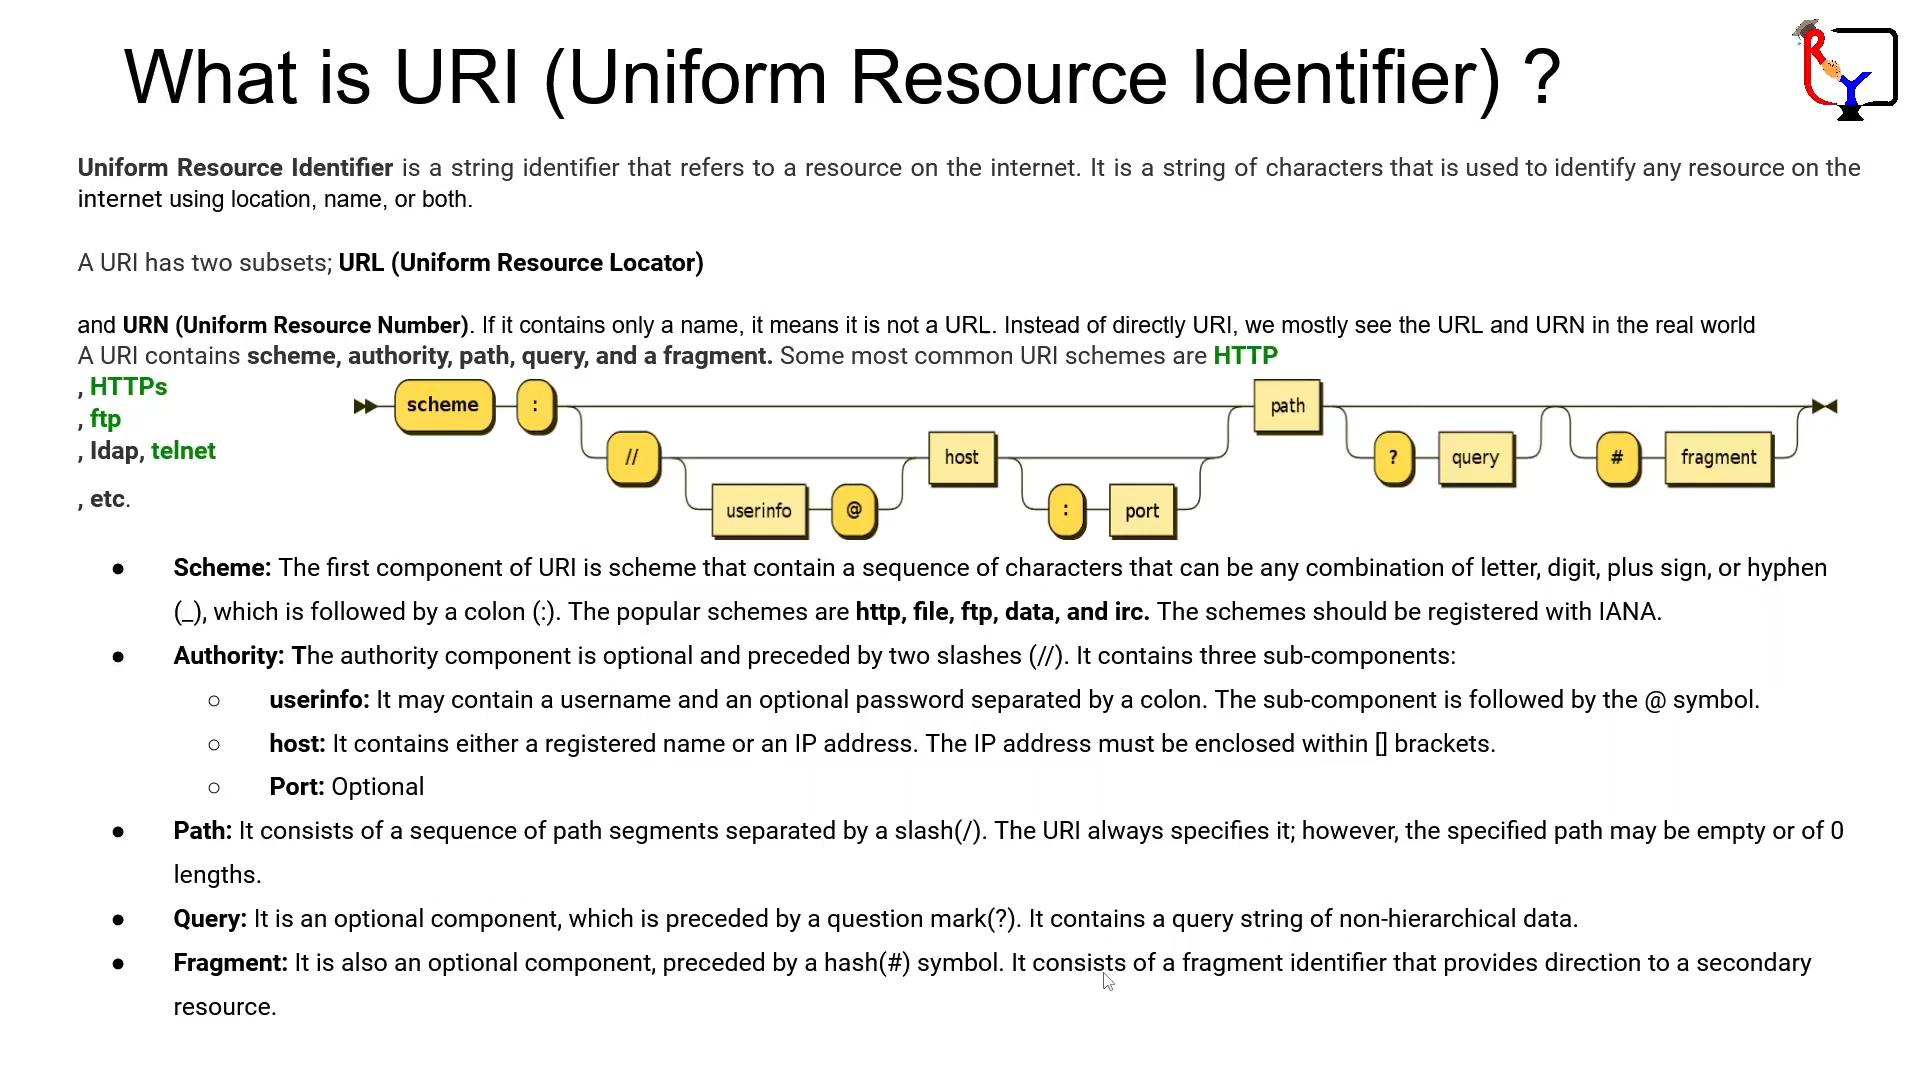 What is URI (Uniform Resource Identifier) ?
R
Y
Uniform Resource Identifier is a string identifier that refers to a resource on the internet. It is a string of characters that is used to identify any resource on the
internet using location, name, or both.
A URI has two subsets; URL (Uniform Resource Locator)
and URN (Uniform Resource Number). If it contains only a name, it means it is not a URL. Instead of directly URI, we mostly see the URL and URN in the real world
A URI contains scheme, authority, path, query, and a fragment. Some most common URI schemes are HTTP
, HTTPs
, ftp
, ldap, telnet
, etc.
scheme : path
// host ? query # fragment
userinfo @ : port
● Scheme: The first component of URI is scheme that contain a sequence of characters that can be any combination of letter, digit, plus sign, or hyphen
(_), which is followed by a colon (:). The popular schemes are http, file, ftp, data, and irc. The schemes should be registered with IANA.
● Authority: The authority component is optional and preceded by two slashes (//). It contains three sub-components:
○ userinfo: It may contain a username and an optional password separated by a colon. The sub-component is followed by the @ symbol.
○ host: It contains either a registered name or an IP address. The IP address must be enclosed within [] brackets.
○ Port: Optional
● Path: It consists of a sequence of path segments separated by a slash(/). The URI always specifies it; however, the specified path may be empty or of 0
lengths.
● Query: It is an optional component, which is preceded by a question mark(?). It contains a query string of non-hierarchical data.
● Fragment: It is also an optional component, preceded by a hash(#) symbol. It consists of a fragment identifier that provides direction to a secondary
resource.